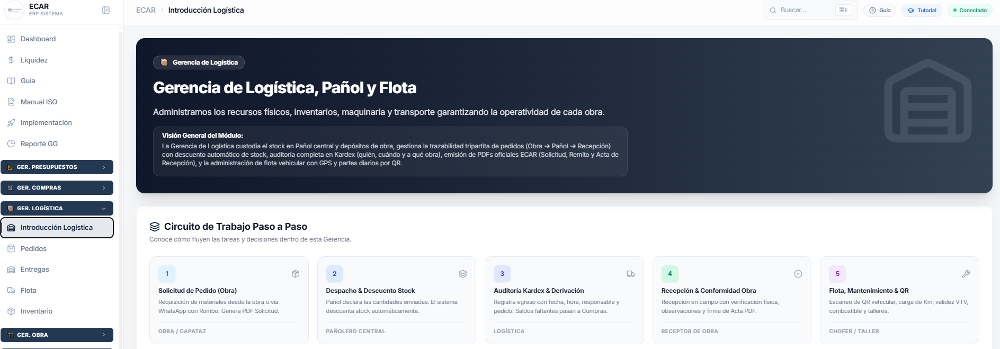 ECAR
ERP SISTEMA
Dashboard
Liquidez
Guía
Manual ISO
Implementación
Reporte GG
GER. PRESUPUESTOS
GER. COMPRAS
GER. LOGÍSTICA
Introducción Logística
Pedidos
Entregas
Flota
Inventario
GER. OBRA
ECAR > Introducción Logística
Buscar... ⌘K
Guía
Tutorial
Conectado
Gerencia de Logística
Gerencia de Logística, Pañol y Flota
Administramos los recursos físicos, inventarios, maquinaria y transporte garantizando la operatividad de cada obra.
Visión General del Módulo:
La Gerencia de Logística custodia el stock en Pañol central y depósitos de obra, gestiona la trazabilidad tripartita de pedidos (Obra ➔ Pañol ➔ Recepción)
con descuento automático de stock, auditoría completa en Kardex (quién, cuándo y a qué obra), emisión de PDFs oficiales ECAR (Solicitud, Remito y Acta de
Recepción), y la administración de flota vehicular con GPS y partes diarios por QR.
Circuito de Trabajo Paso a Paso
Conocé cómo fluyen las tareas y decisiones dentro de esta Gerencia.
1
Solicitud de Pedido (Obra)
Requisición de materiales desde la obra o vía
WhatsApp con Rombo. Genera PDF Solicitud.
OBRA / CAPATAZ
2
Despacho & Descuento Stock
Pañol declara las cantidades enviadas. El sistema
descuenta stock automáticamente.
PAÑOLERO CENTRAL
3
Auditoría Kardex & Derivación
Registra egreso con fecha, hora, responsable y
pedido. Saldos faltantes pasan a Compras.
LOGÍSTICA
4
Recepción & Conformidad Obra
Recepción en campo con verificación física,
observaciones y firma de Acta PDF.
RECEPTOR DE OBRA
5
Flota, Mantenimiento & QR
Escaneo de QR vehicular, carga de Km, validez VTV,
combustible y talleres.
CHOFER / TALLER